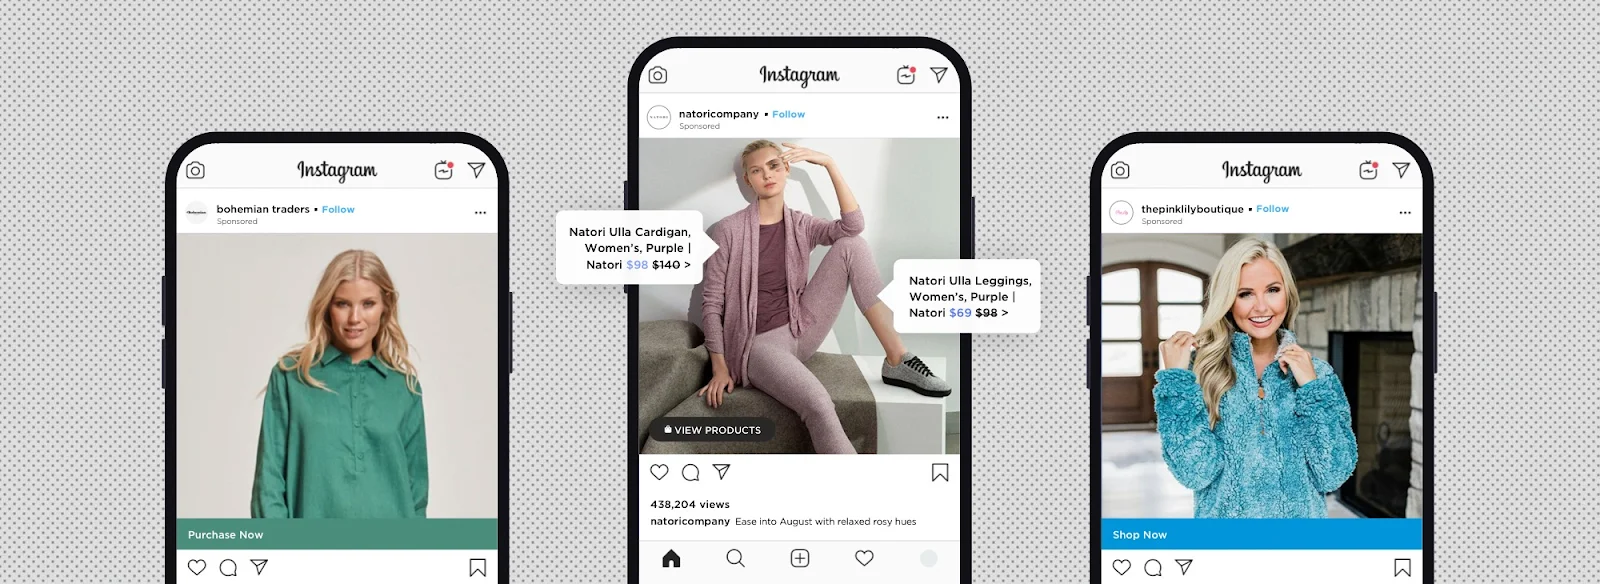 Instagram
bohemian traders • Follow
Sponsored
Purchase Now
Instagram
natoricompany • Follow
Sponsored
Natori Ulla Cardigan,
Women's, Purple |
Natori $98 $140 >
Natori Ulla Leggings,
Women's, Purple |
Natori $69 $98 >
VIEW PRODUCTS
438,204 views
natoricompany Ease into August with relaxed rosy hues
Instagram
thepinklilyboutique • Follow
Sponsored
Shop Now